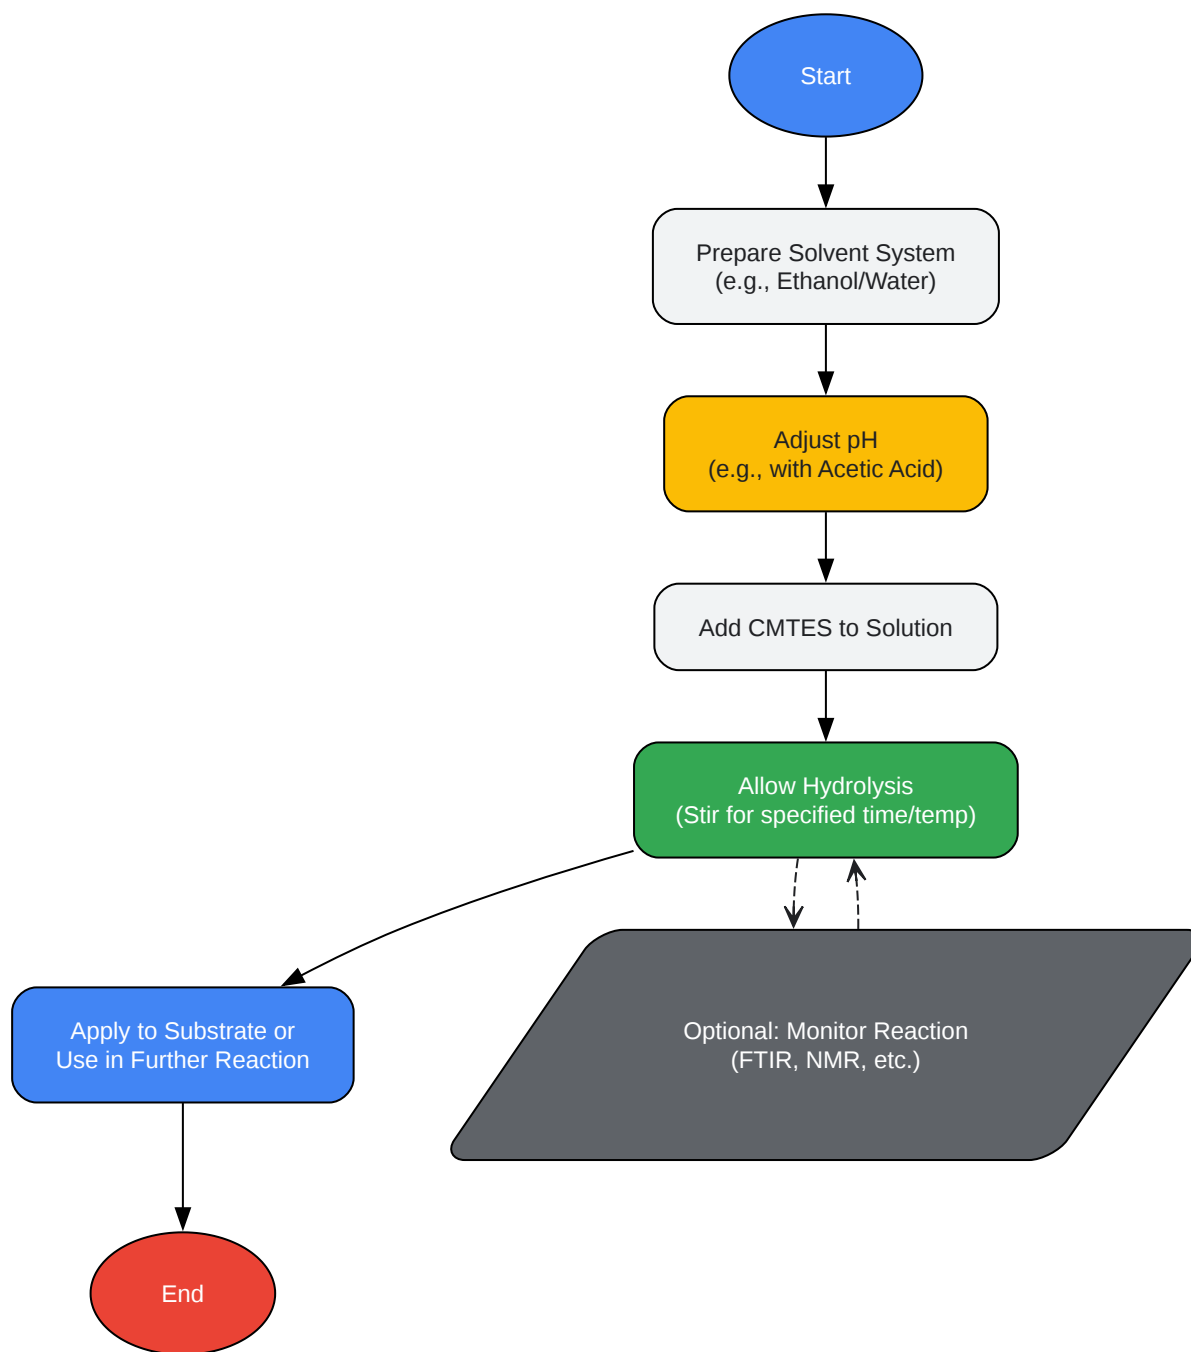 Start
Prepare Solvent System
(e.g., Ethanol/Water)
Adjust pH
(e.g., with Acetic Acid)
Add CMTES to Solution
Allow Hydrolysis
(Stir for specified time/temp)
Apply to Substrate or
Use in Further Reaction
Optional: Monitor Reaction
(FTIR, NMR, etc.)
End